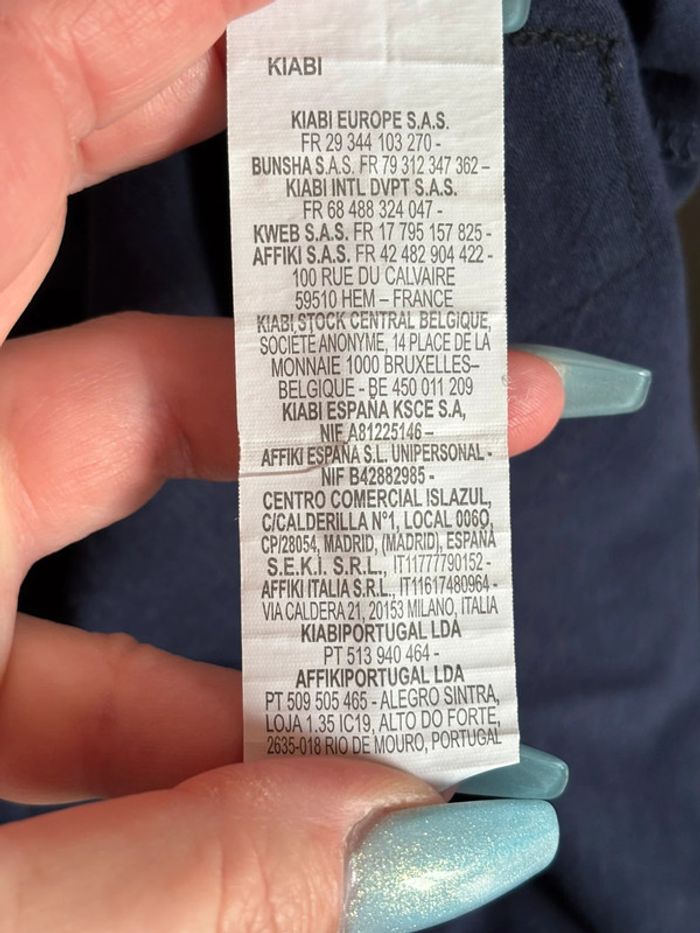 KIABI
KIABI EUROPE S.A.S.
FR 29 344 103 270 -
BUNSHA S.A.S. FR 79 312 347 362 –
KIABI INTL DVPT S.A.S.
FR 68 488 324 047 -
KWEB S.A.S. FR 17 795 157 825 -
AFFIKI S.A.S. FR 42 482 904 422 -
100 RUE DU CALVAIRE
59510 HEM – FRANCE
KIABI STOCK CENTRAL BELGIQUE,
SOCIÉTÉ ANONYME, 14 PLACE DE LA
MONNAIE 1000 BRUXELLES–
BELGIQUE - BE 450 011 209
KIABI ESPAÑA KSCE S.A,
NIF A81225146 –
AFFIKI ESPAÑA S.L. UNIPERSONAL -
NIF B42882985 -
CENTRO COMERCIAL ISLAZUL,
C/CALDERILLA N°1, LOCAL 006O,
CP/28054, MADRID, (MADRID), ESPAÑA
S.E.K.I. S.R.L., IT11777790152 -
AFFIKI ITALIA S.R.L., IT11617480964 -
VIA CALDERA 21, 20153 MILANO, ITALIA
KIABIPORTUGAL LDA
PT 513 940 464 -
AFFIKIPORTUGAL LDA
PT 509 505 465 - ALEGRO SINTRA,
LOJA 1.35 IC19, ALTO DO FORTE,
2635-018 RIO DE MOURO, PORTUGAL